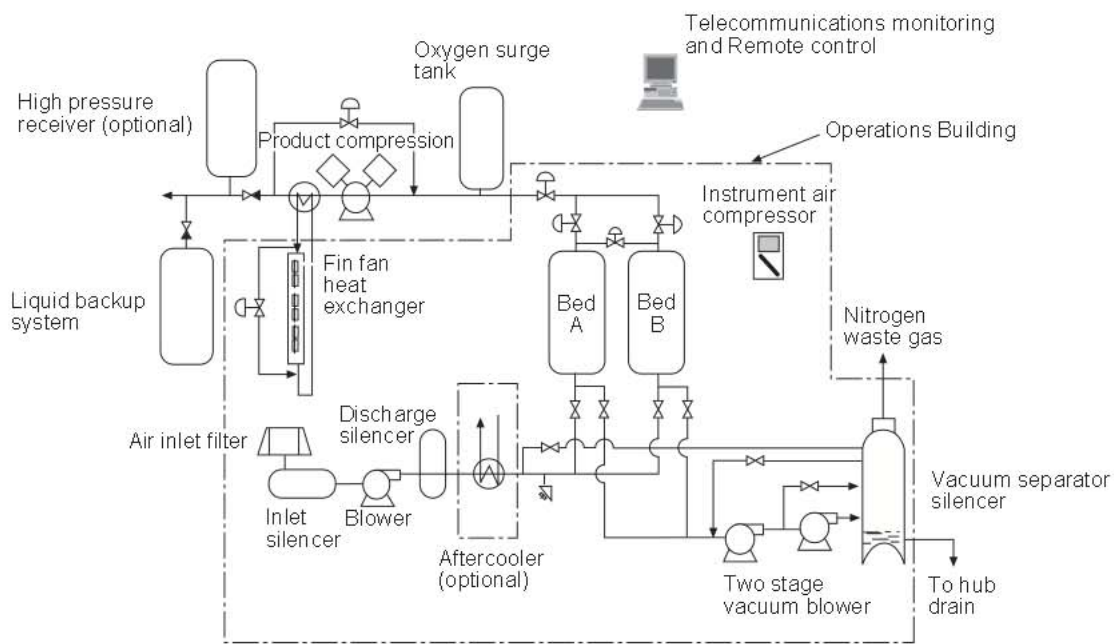 Telecommunications monitoring
and Remote control
Oxygen surge
tank
High pressure
receiver (optional)
Product compression
Operations Building
Instrument air
compressor
Fin fan
heat
exchanger
Liquid backup
system
Bed
A
Bed
B
Nitrogen
waste gas
Discharge
silencer
Air inlet filter
Inlet
silencer
Blower
Aftercooler
(optional)
Vacuum separator
silencer
Two stage
vacuum blower
To hub
drain